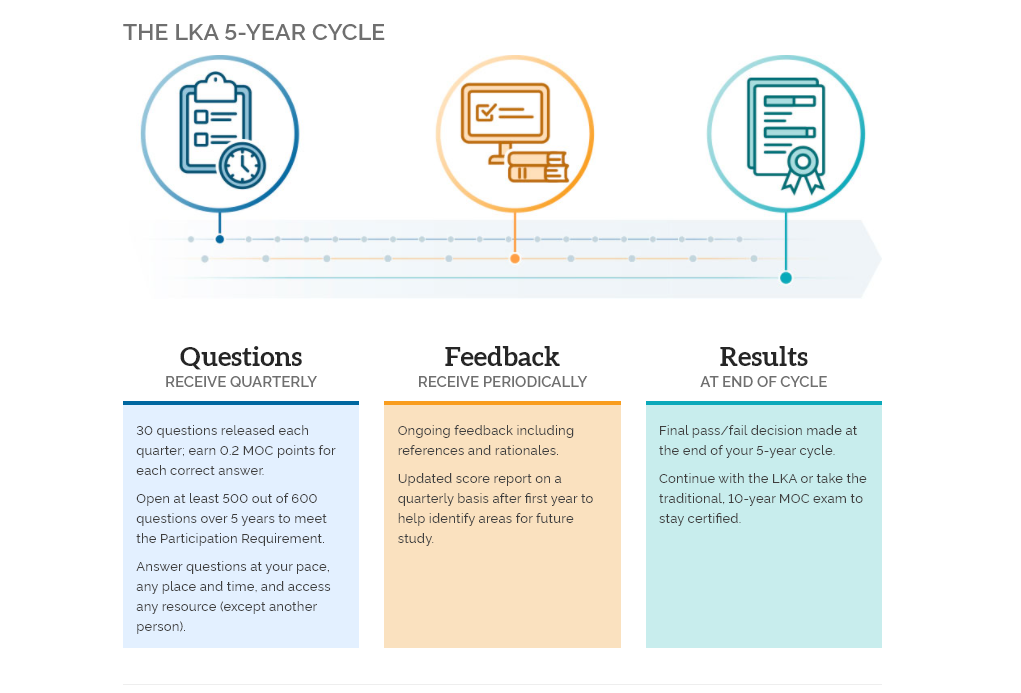 THE LKA 5-YEAR CYCLE
Questions
RECEIVE QUARTERLY
30 questions released each
quarter; earn 0.2 MOC points for
each correct answer.
Open at least 500 out of 600
questions over 5 years to meet
the Participation Requirement.
Answer questions at your pace,
any place and time, and access
any resource (except another
person).
Feedback
RECEIVE PERIODICALLY
Ongoing feedback including
references and rationales.
Updated score report on a
quarterly basis after first year to
help identify areas for future
study.
Results
AT END OF CYCLE
Final pass/fail decision made at
the end of your 5-year cycle.
Continue with the LKA or take the
traditional, 10-year MOC exam to
stay certified.